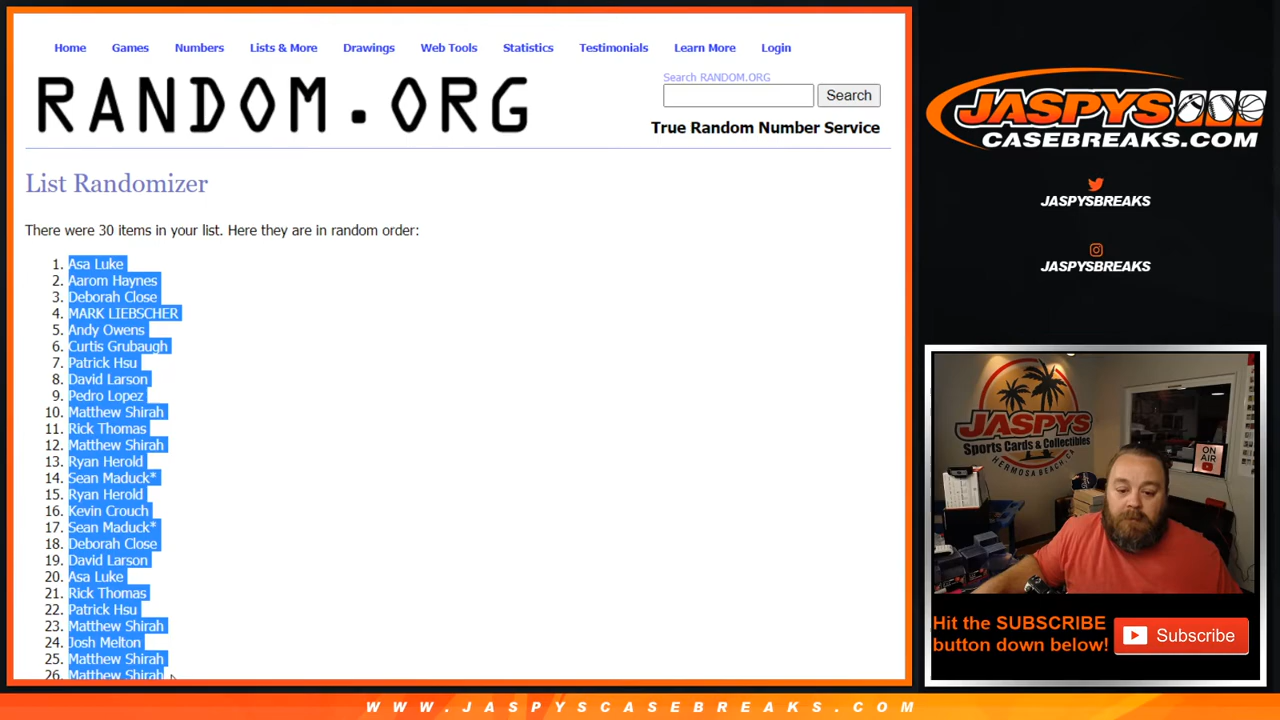 Home Games Numbers Lists & More Drawings Web Tools Statistics Testimonials Learn More Login
RANDOM.ORG
Search RANDOM.ORG
Search
True Random Number Service
List Randomizer
There were 30 items in your list. Here they are in random order:
1. Asa Luke
2. Aarom Haynes
3. Deborah Close
4. MARK LIEBSCHER
5. Andy Owens
6. Curtis Grubaugh
7. Patrick Hsu
8. David Larson
9. Pedro Lopez
10. Matthew Shirah
11. Rick Thomas
12. Matthew Shirah
13. Ryan Herold
14. Sean Maduck*
15. Ryan Herold
16. Kevin Crouch
17. Sean Maduck*
18. Deborah Close
19. David Larson
20. Asa Luke
21. Rick Thomas
22. Patrick Hsu
23. Matthew Shirah
24. Josh Melton
25. Matthew Shirah
26. Matthew Shirah
JASPYS
CASEBREAKS.COM
JASPYSBREAKS
JASPYSBREAKS
JASPYS
Sports Cards & Collectibles
HERMOSA BEACH, CA
ON
AIR
Hit the SUBSCRIBE
button down below!
Subscribe
WWW.JASPYSCASEBREAKS.COM